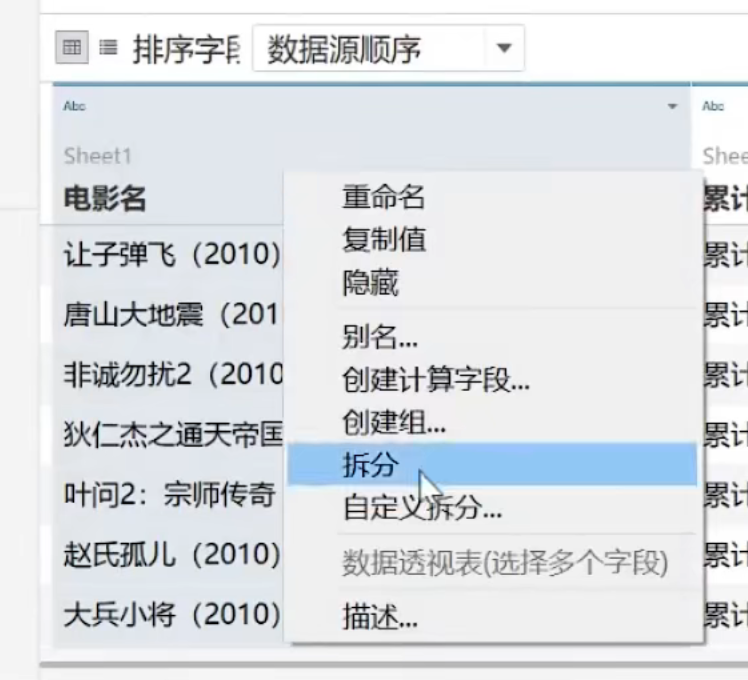 排序字段 数据源顺序
Abc Abc
Sheet1
电影名 累计
重命名
复制值
隐藏
让子弹飞（2010） 累计
唐山大地震（201 累计
别名...
非诚勿扰2（2010 累计
创建计算字段...
创建组...
狄仁杰之通天帝国 累计
拆分
叶问2：宗师传奇 累计
自定义拆分...
赵氏孤儿（2010） 累计
数据透视表(选择多个字段)
大兵小将（2010） 累计
描述...